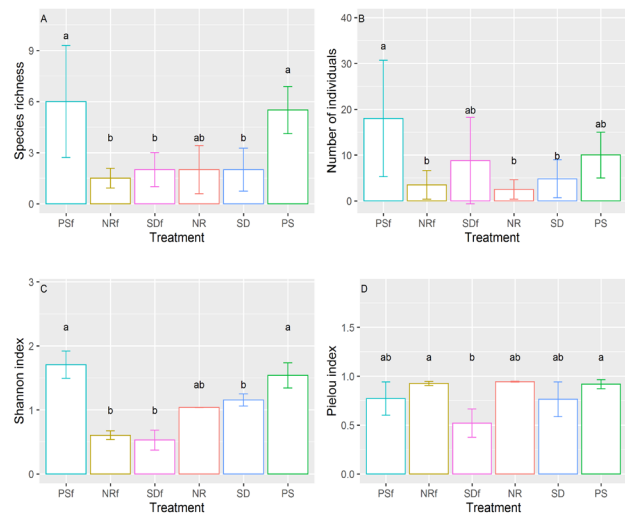 A
Species richness
9
6
3
0
a
b
b
ab
b
a
PSf NRf SDf NR SD PS
Treatment
B
Number of individuals
40
30
20
10
0
a
b
ab
b
b
ab
PSf NRf SDf NR SD PS
Treatment
C
Shannon index
3
2
1
0
a
b
b
ab
b
a
PSf NRf SDf NR SD PS
Treatment
D
Pielou index
1.5
1.0
0.5
0.0
ab
a
b
ab
ab
a
PSf NRf SDf NR SD PS
Treatment